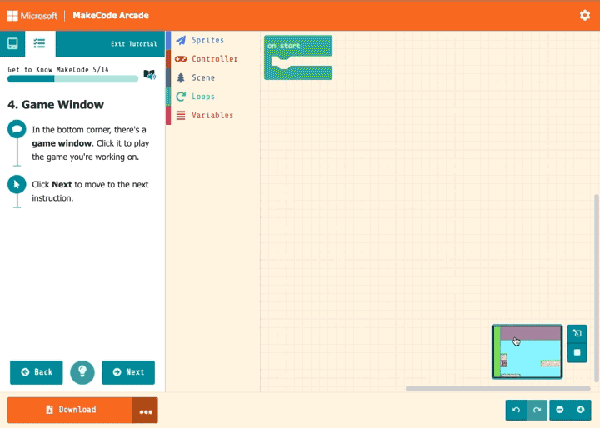 Microsoft | MakeCode Arcade
Exit Tutorial
Get to Know MakeCode 5/14
4. Game Window
In the bottom corner, there's a
game window. Click it to play
the game you're working on.
Click Next to move to the next
instruction.
Back
Next
Download
Sprites
Controller
Scene
Loops
Variables
on start